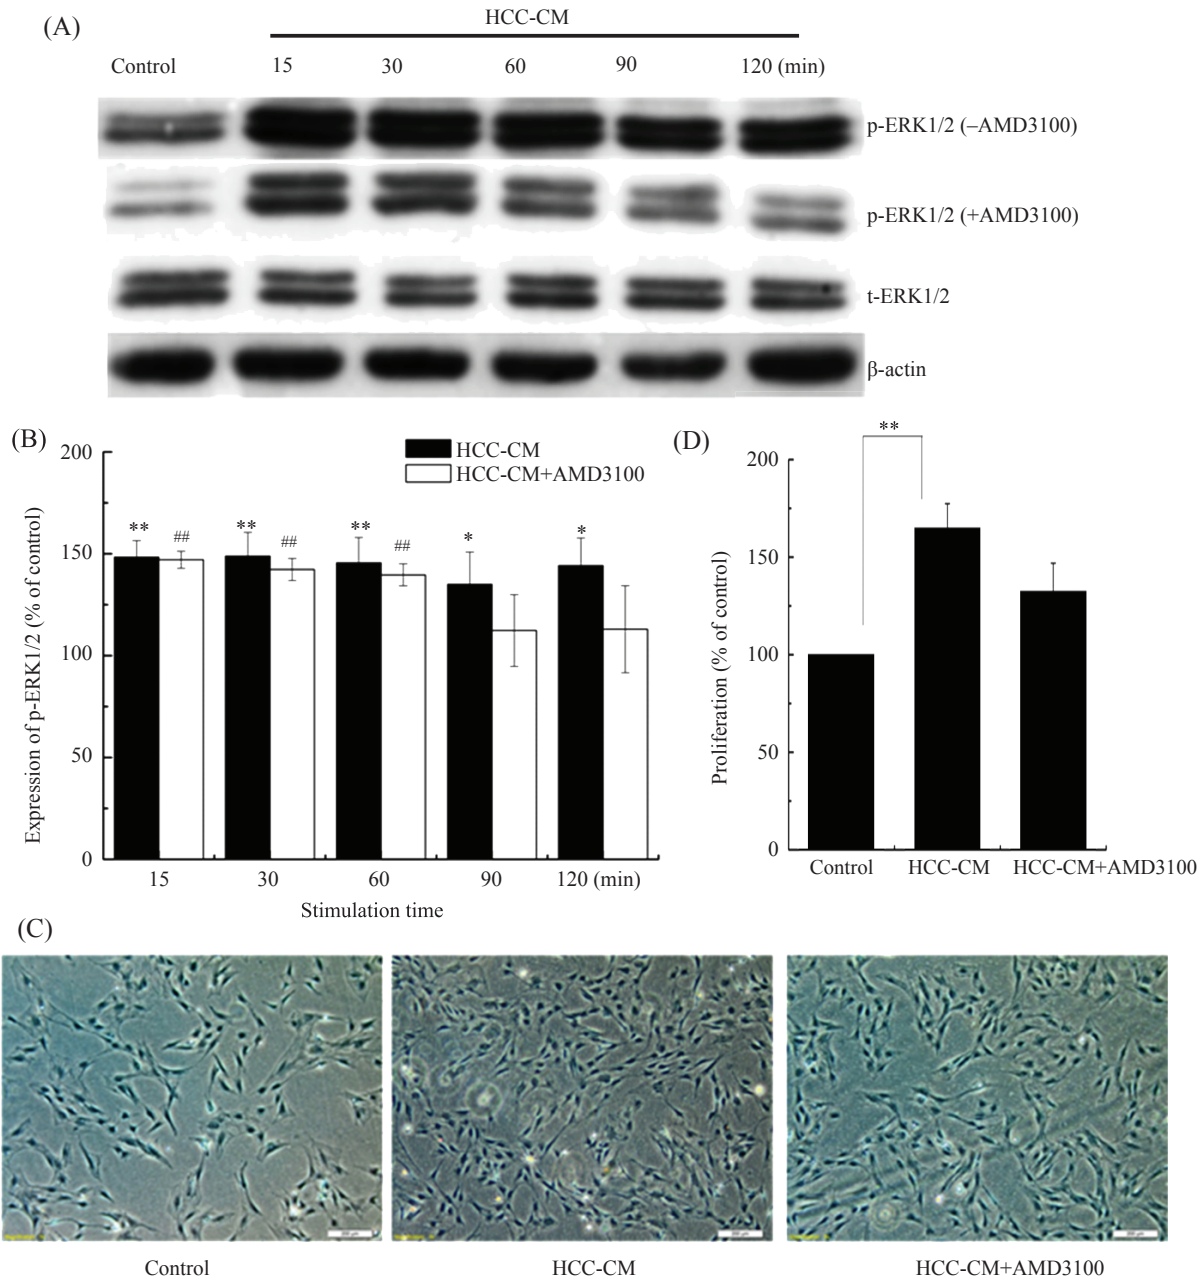 (A)
HCC-CM
Control 15 30 60 90 120 (min)
p-ERK1/2 (–AMD3100)
p-ERK1/2 (+AMD3100)
t-ERK1/2
β-actin
(B)
HCC-CM
HCC-CM+AMD3100
Expression of p-ERK1/2 (% of control)
200
150
100
50
0
** ## ** ## ** ## * *
15 30 60 90 120 (min)
Stimulation time
(D)
**
Proliferation (% of control)
200
150
100
50
0
Control HCC-CM HCC-CM+AMD3100
(C)
Control HCC-CM HCC-CM+AMD3100